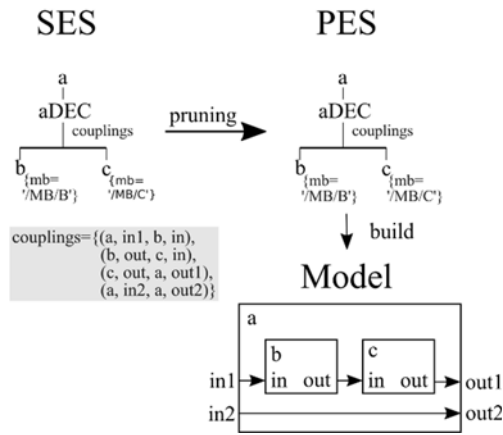 SES
a
aDEC
couplings
b
{mb=
'/MB/B'}
c
{mb=
'/MB/C'}
couplings={(a, in1, b, in),
(b, out, c, in),
(c, out, a, out1),
(a, in2, a, out2)}
pruning
PES
a
aDEC
couplings
b
{mb=
'/MB/B'}
c
{mb=
'/MB/C'}
build
Model
a
b
in out
c
in out
in1
out1
in2
out2